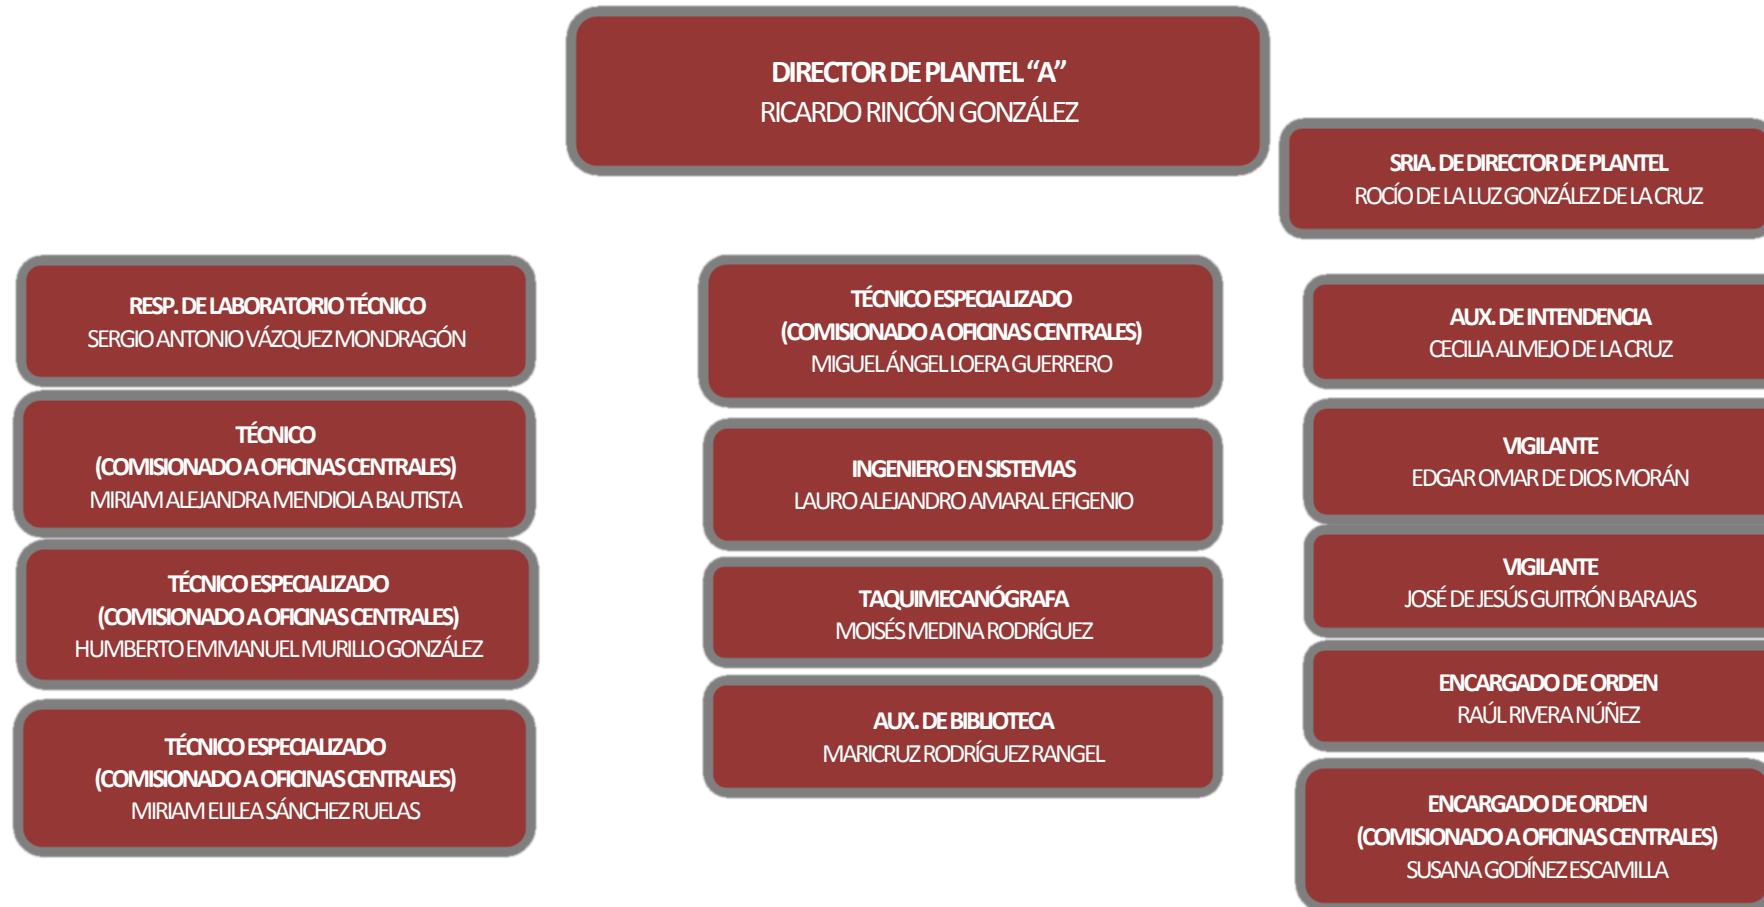 DIRECTOR DE PLANTEL “A”
RICARDO RINCÓN GONZÁLEZ
SRIA. DE DIRECTOR DE PLANTEL
ROCÍO DE LA LUZ GONZÁLEZ DE LA CRUZ
RESP. DE LABORATORIO TÉCNICO
SERGIO ANTONIO VÁZQUEZ MONDRAGÓN
TÉCNICO
(COMISIONADO A OFICINAS CENTRALES)
MIRIAM ALEJANDRA MENDIOLA BAUTISTA
TÉCNICO ESPECIALIZADO
(COMISIONADO A OFICINAS CENTRALES)
HUMBERTO EMMANUEL MURILLO GONZÁLEZ
TÉCNICO ESPECIALIZADO
(COMISIONADO A OFICINAS CENTRALES)
MIRIAM ELILEA SÁNCHEZ RUELAS
TÉCNICO ESPECIALIZADO
(COMISIONADO A OFICINAS CENTRALES)
MIGUEL ÁNGEL LOERA GUERRERO
INGENIERO EN SISTEMAS
LAURO ALEJANDRO AMARAL EFIGENIO
TAQUIMECANÓGRAFA
MOISÉS MEDINA RODRÍGUEZ
AUX. DE BIBLIOTECA
MARICRUZ RODRÍGUEZ RANGEL
AUX. DE INTENDENCIA
CECILIA ALMEJO DE LA CRUZ
VIGILANTE
EDGAR OMAR DE DIOS MORÁN
VIGILANTE
JOSÉ DE JESÚS GUITRÓN BARAJAS
ENCARGADO DE ORDEN
RAÚL RIVERA NÚÑEZ
ENCARGADO DE ORDEN
(COMISIONADO A OFICINAS CENTRALES)
SUSANA GODÍNEZ ESCAMILLA